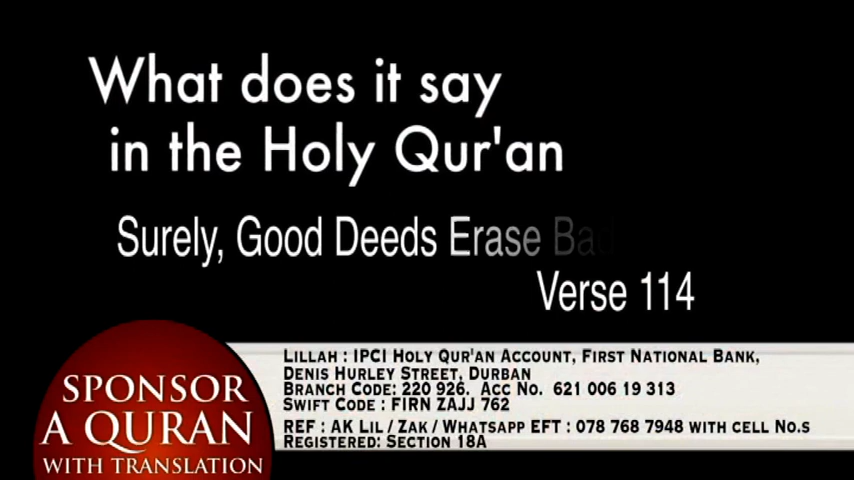 What does it say
in the Holy Qur'an
Surely, Good Deeds Erase Bad
Verse 114
SPONSOR
A QURAN
WITH TRANSLATION
LILLAH : IPCI HOLY QUR'AN ACCOUNT, FIRST NATIONAL BANK,
DENIS HURLEY STREET, DURBAN
BRANCH CODE: 220 926. ACC NO. 621 006 19 313
SWIFT CODE : FIRN ZAJJ 762
REF : AK LIL / ZAK / WHATSAPP EFT : 078 768 7948 WITH CELL NO.S
REGISTERED: SECTION 18A